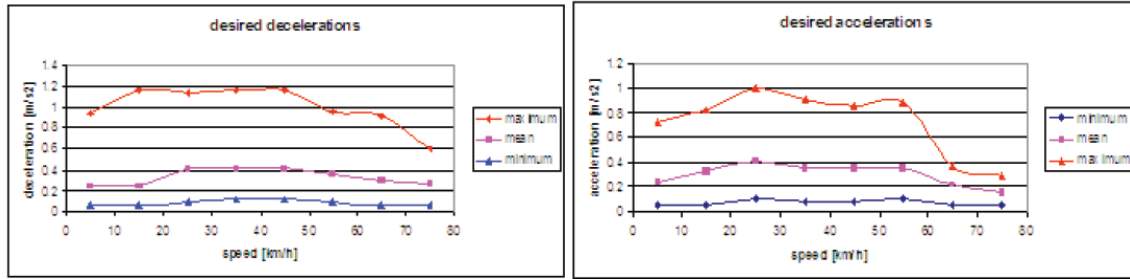 desired decelerations
deceleration [m/s2]
1.4
1.2
1
0.8
0.6
0.4
0.2
0
0 10 20 30 40 50 60 70 80
speed [km/h]
maximum
mean
minimum
desired accelerations
acceleration [m/s2]
1.2
1
0.8
0.6
0.4
0.2
0
0 10 20 30 40 50 60 70 80
speed [km/h]
minimum
mean
maximum